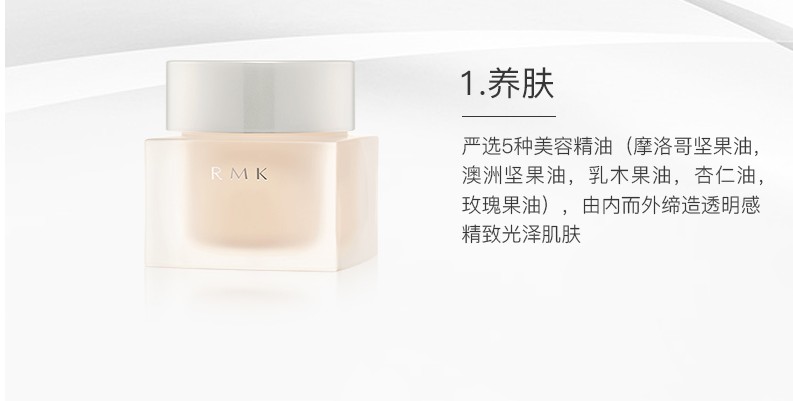 RMK
1.养肤
严选5种美容精油（摩洛哥坚果油，
澳洲坚果油，乳木果油，杏仁油，
玫瑰果油），由内而外缔造透明感
精致光泽肌肤